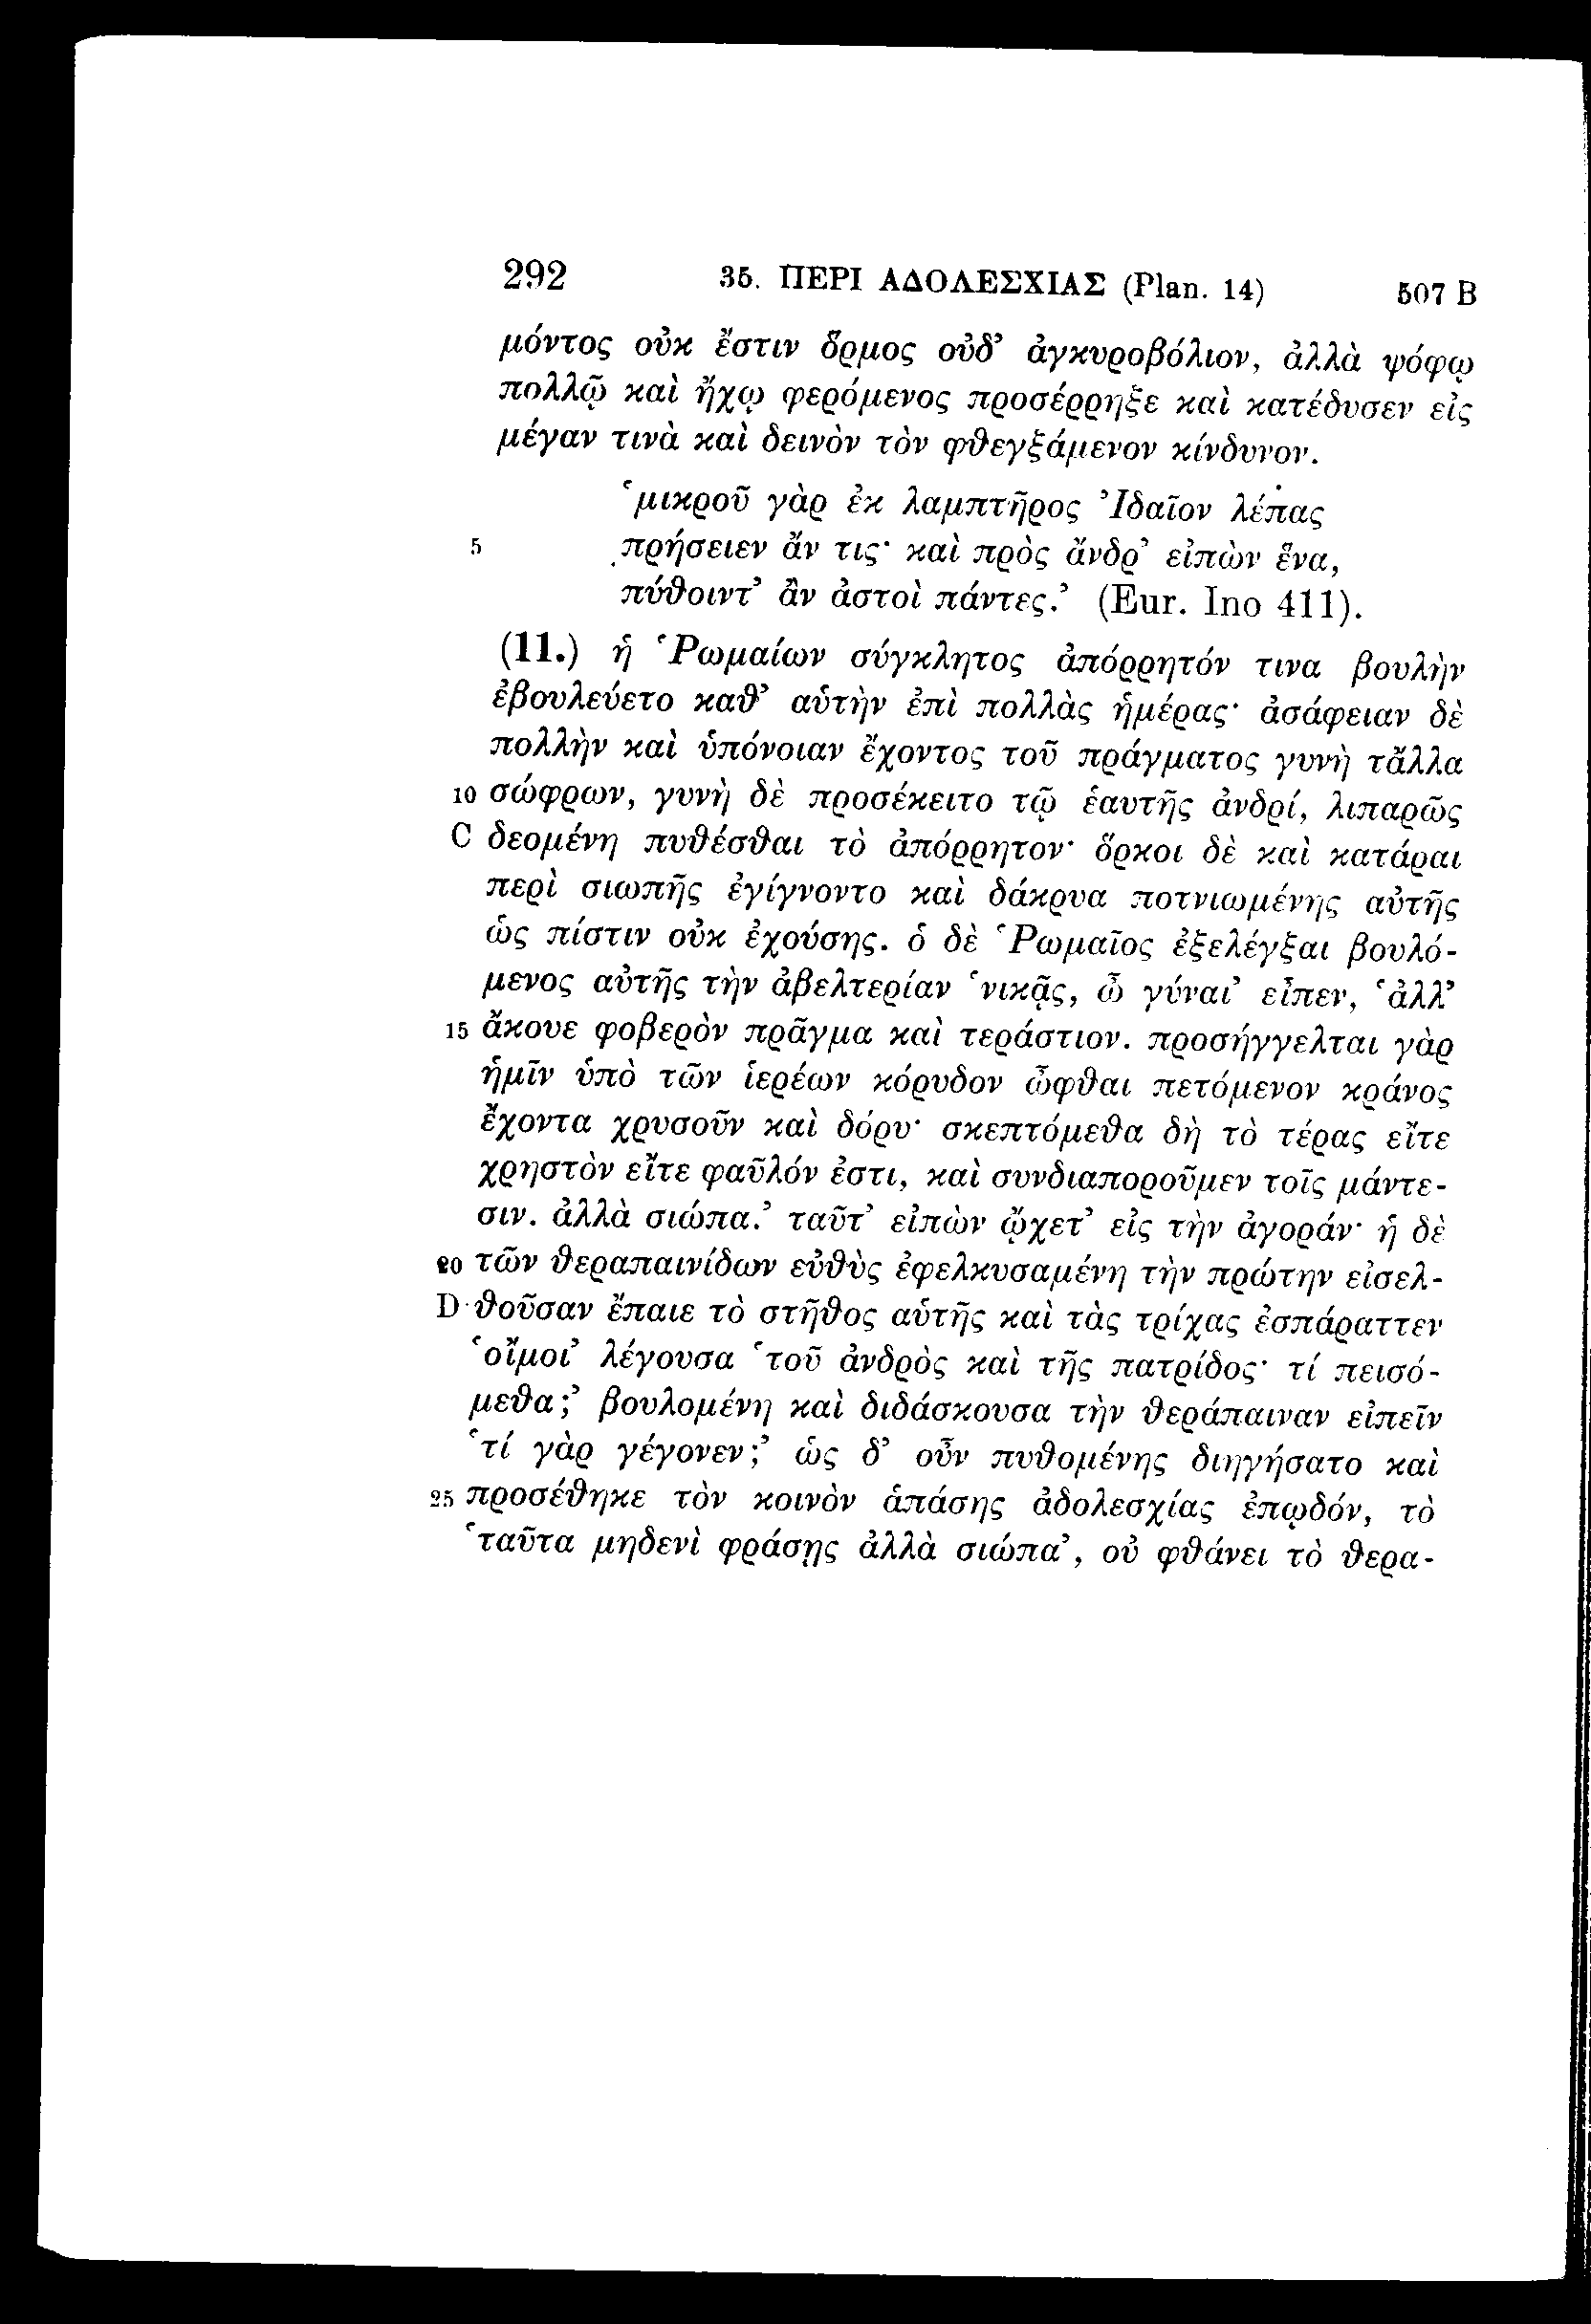 292 35. ΠΕΡΙ ΑΔΟΛΕΣΧΙΑΣ (Plan. 14) 507 B
μόντος οὐκ ἔστιν ὅρμος οὐδ’ ἀγκυροβόλιον, ἀλλὰ ψόφῳ
πολλῷ καὶ ἤχῳ φερόμενος προσέρρηξε καὶ κατέδυσεν εἰς
μέγαν τινὰ καὶ δεινὸν τὸν φθεγξάμενον κίνδυνον.
‘μικροῦ γὰρ ἐκ λαμπτῆρος Ἰδαῖον λέπας
5 πρήσειεν ἄν τις· καὶ πρὸς ἄνδρ’ εἰπὼν ἕνα,
πύθοιντ’ ἂν ἀστοὶ πάντες.’ (Eur. Ino 411).
(11.) ἡ Ῥωμαίων σύγκλητος ἀπόρρητόν τινα βουλὴν
ἐβουλεύετο καθ’ αὑτὴν ἐπὶ πολλὰς ἡμέρας· ἀσάφειαν δὲ
πολλὴν καὶ ὑπόνοιαν ἔχοντος τοῦ πράγματος γυνὴ τἄλλα
10 σώφρων, γυνὴ δὲ προσέκειτο τῷ ἑαυτῆς ἀνδρί, λιπαρῶς
C δεομένη πυθέσθαι τὸ ἀπόρρητον· ὅρκοι δὲ καὶ κατάραι
περὶ σιωπῆς ἐγίγνοντο καὶ δάκρυα ποτνιωμένης αὐτῆς
ὡς πίστιν οὐκ ἐχούσης. ὁ δὲ Ῥωμαῖος ἐξελέγξαι βουλό-
μενος αὐτῆς τὴν ἀβελτερίαν ‘νικᾷς, ὦ γύναι’ εἶπεν, ‘ἀλλ’
15 ἄκουε φοβερὸν πρᾶγμα καὶ τεράστιον. προσήγγελται γὰρ
ἡμῖν ὑπὸ τῶν ἱερέων κόρυδον ὦφθαι πετόμενον κράνος
ἔχοντα χρυσοῦν καὶ δόρυ· σκεπτόμεθα δὴ τὸ τέρας εἴτε
χρηστὸν εἴτε φαῦλόν ἐστι, καὶ συνδιαποροῦμεν τοῖς μάντε-
σιν. ἀλλὰ σιώπα.’ ταῦτ’ εἰπὼν ᾤχετ’ εἰς τὴν ἀγοράν· ἡ δὲ
20 τῶν θεραπαινίδων εὐθὺς ἐφελκυσαμένη τὴν πρώτην εἰσελ-
D θοῦσαν ἔπαιε τὸ στῆθος αὑτῆς καὶ τὰς τρίχας ἐσπάραττεν
‘οἴμοι’ λέγουσα ‘τοῦ ἀνδρὸς καὶ τῆς πατρίδος· τί πεισό-
μεθα;’ βουλομένη καὶ διδάσκουσα τὴν θεράπαιναν εἰπεῖν
‘τί γὰρ γέγονεν;’ ὡς δ’ οὖν πυθομένης διηγήσατο καὶ
25 προσέθηκε τὸν κοινὸν ἁπάσης ἀδολεσχίας ἐπῳδόν, τὸ
‘ταῦτα μηδενὶ φράσῃς ἀλλὰ σιώπα’, οὐ φθάνει τὸ θερα-